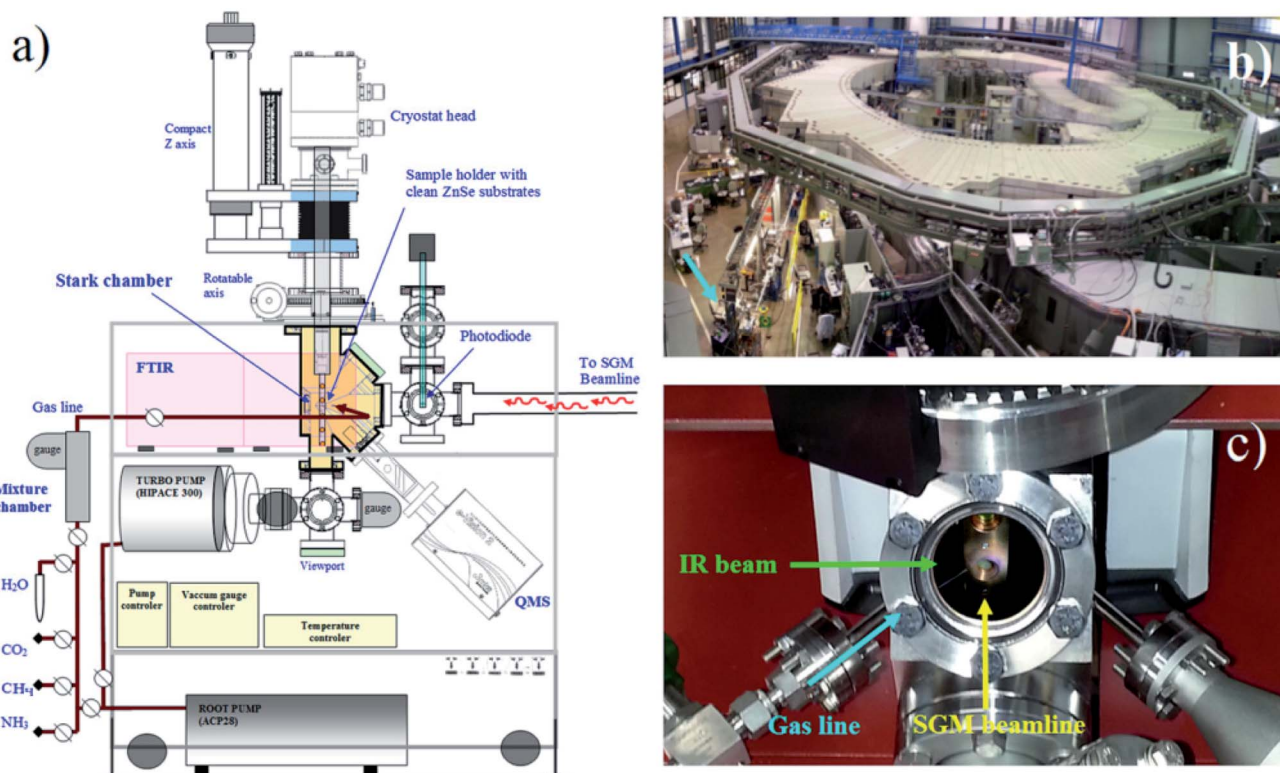 a)
Compact
Z axis
Cryostat head
Sample holder with
clean ZnSe substrates
Stark chamber
Rotatable
axis
Photodiode
To SGM
Beamline
FTIR
Gas line
gauge
Mixture
chamber
TURBO PUMP
(HIPACE 300)
gauge
Viewport
QMS
H₂O
CO₂
CH₄
NH₃
Pump
controler
Vaccum gauge
controler
Temperature
controler
ROOT PUMP
(ACP28)
b)
c)
IR beam
Gas line
SGM beamline